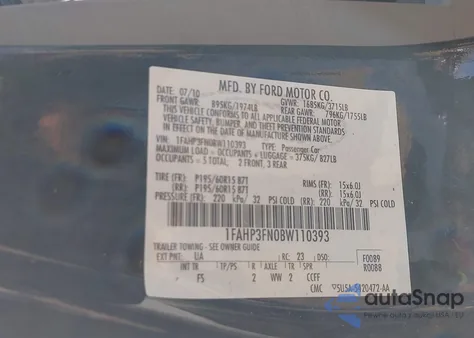 MFD. BY FORD MOTOR CO.
DATE: 07/10 GVWR: 1685KG/3715LB
FRONT GAWR: 895KG/1974LB REAR GAWR: 796KG/1755LB
THIS VEHICLE CONFORMS TO ALL APPLICABLE FEDERAL MOTOR
VEHICLE SAFETY, BUMPER, AND THEFT PREVENTION STANDARDS IN EFFECT
ON THE DATE OF MANUFACTURE SHOWN ABOVE.
VIN: 1FAHP3FN0BW110393 TYPE: Passenger Car
MAXIMUM LOAD = OCCUPANTS + LUGGAGE = 375KG/ 827LB
OCCUPANTS = 5 TOTAL 2 FRONT, 3 REAR
TIRE (FR): P195/60R15 87T RIMS (FR): 15x6.0J
(RR): P195/60R15 87T (RR): 15x6.0J
PRESSURE (FR): 220 kPa/ 32 PSI COLD (RR): 220 kPa/ 32 PSI COLD
1FAHP3FN0BW110393
TRAILER TOWING - SEE OWNER GUIDE
EXT PNT: UA RC: 23 DSO: F0089
R0088
INT TR TP/PS R AXLE TR SPR
FS 2 WW 2 CCFF
CMC
autoSnap